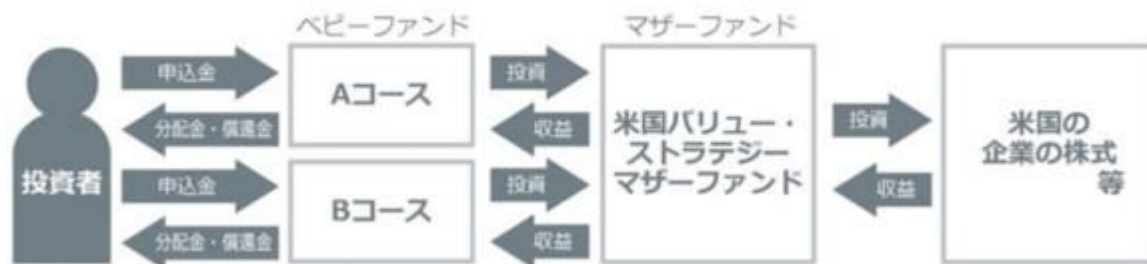 ベビーファンド
マザーファンド
投資者
申込金
分配金・償還金
申込金
分配金・償還金
Aコース
Bコース
投資
収益
投資
収益
米国バリュー・
ストラテジー
マザーファンド
投資
収益
米国の
企業の株式
等